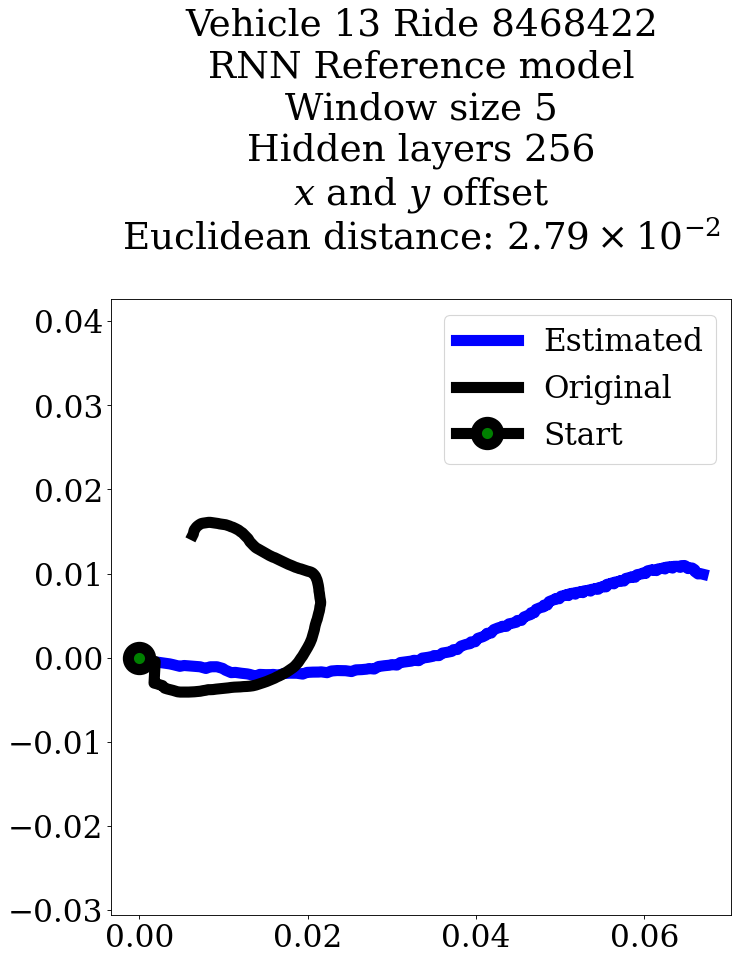 Vehicle 13 Ride 8468422
RNN Reference model
Window size 5
Hidden layers 256
x and y offset
Euclidean distance: 2.79 × 10⁻²
Estimated
Original
Start
0.04
0.03
0.02
0.01
0.00
−0.01
−0.02
−0.03
0.00 0.02 0.04 0.06